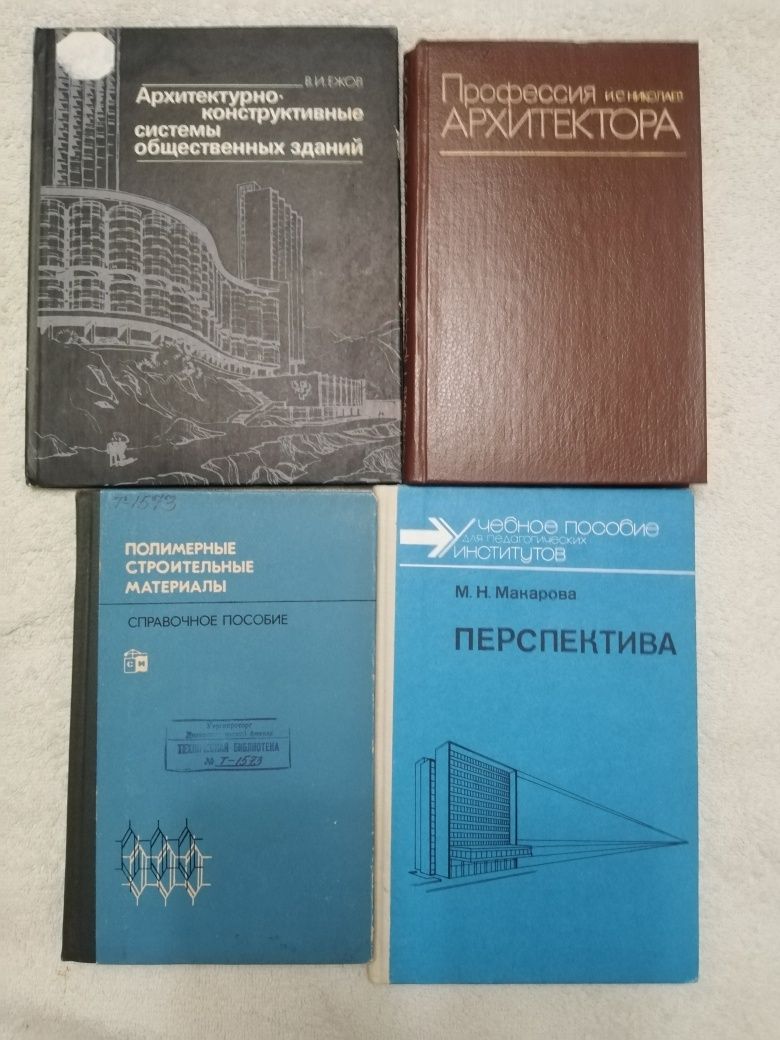 В.И. ЕЖОВ
Архитектурно-
конструктивные
системы
общественных зданий
Профессия И.С. НИКОЛАЕВ
АРХИТЕКТОРА
Т-1573
ПОЛИМЕРНЫЕ
СТРОИТЕЛЬНЫЕ
МАТЕРИАЛЫ
СПРАВОЧНОЕ ПОСОБИЕ
С И
ТЕХНИЧЕСКАЯ БИБЛИОТЕКА
№ Т-1573
Учебное пособие
для педагогических
институтов
М. Н. Макарова
ПЕРСПЕКТИВА